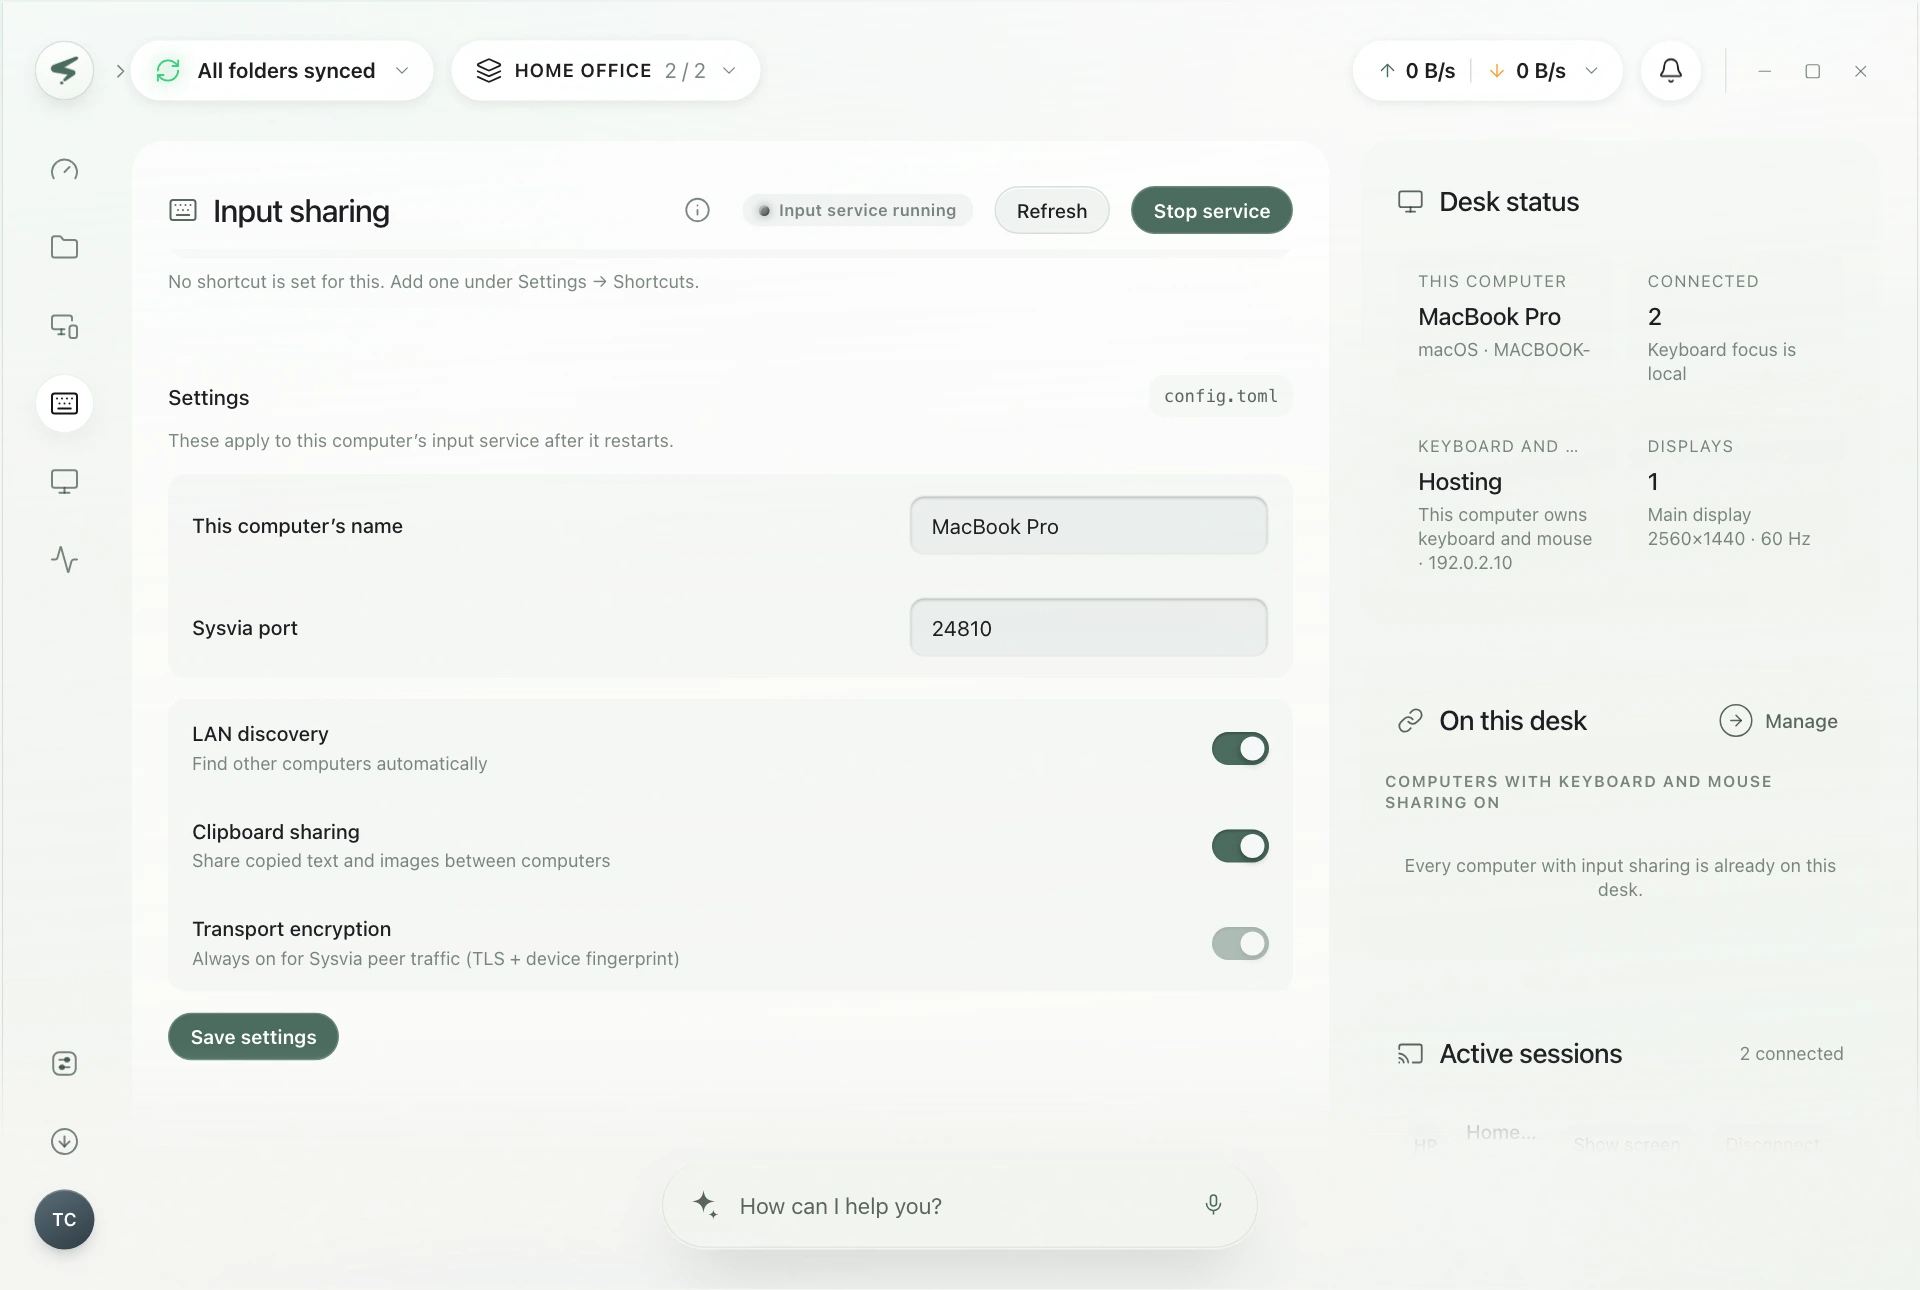 All folders synced
HOME OFFICE 2 / 2
0 B/s 0 B/s
Input sharing
Input service running
Refresh
Stop service
No shortcut is set for this. Add one under Settings → Shortcuts.
Settings
config.toml
These apply to this computer’s input service after it restarts.
This computer’s name
MacBook Pro
Sysvia port
24810
LAN discovery
Find other computers automatically
Clipboard sharing
Share copied text and images between computers
Transport encryption
Always on for Sysvia peer traffic (TLS + device fingerprint)
Save settings
Desk status
THIS COMPUTER
MacBook Pro
macOS · MACBOOK-
CONNECTED
2
Keyboard focus is
local
KEYBOARD AND ...
Hosting
This computer owns
keyboard and mouse
· 192.0.2.10
DISPLAYS
1
Main display
2560×1440 · 60 Hz
On this desk
Manage
COMPUTERS WITH KEYBOARD AND MOUSE
SHARING ON
Every computer with input sharing is already on this
desk.
Active sessions
2 connected
HP
Home...
Show screen
Disconnect
TC
How can I help you?